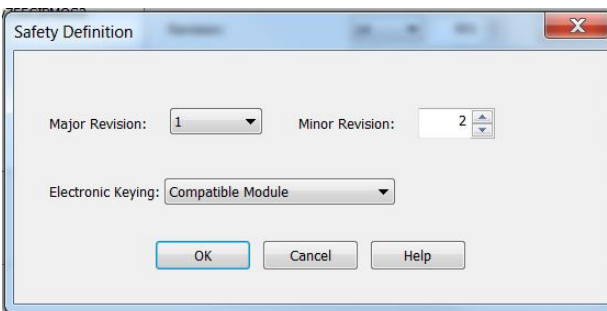 Safety Definition
Major Revision: 1 Minor Revision: 2
Electronic Keying: Compatible Module
OK Cancel Help